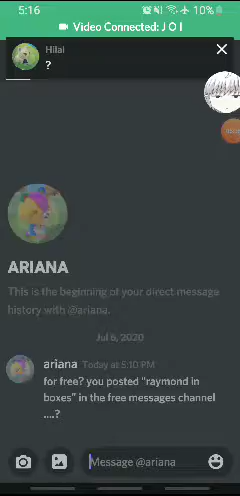 5:16
10%
Video Connected: J O I
Hilal
?
ARIANA
This is the beginning of your direct message
history with @ariana.
Jul 6, 2020
ariana Today at 5:10 PM
for free? you posted “raymond in
boxes” in the free messages channel
....?
Message @ariana